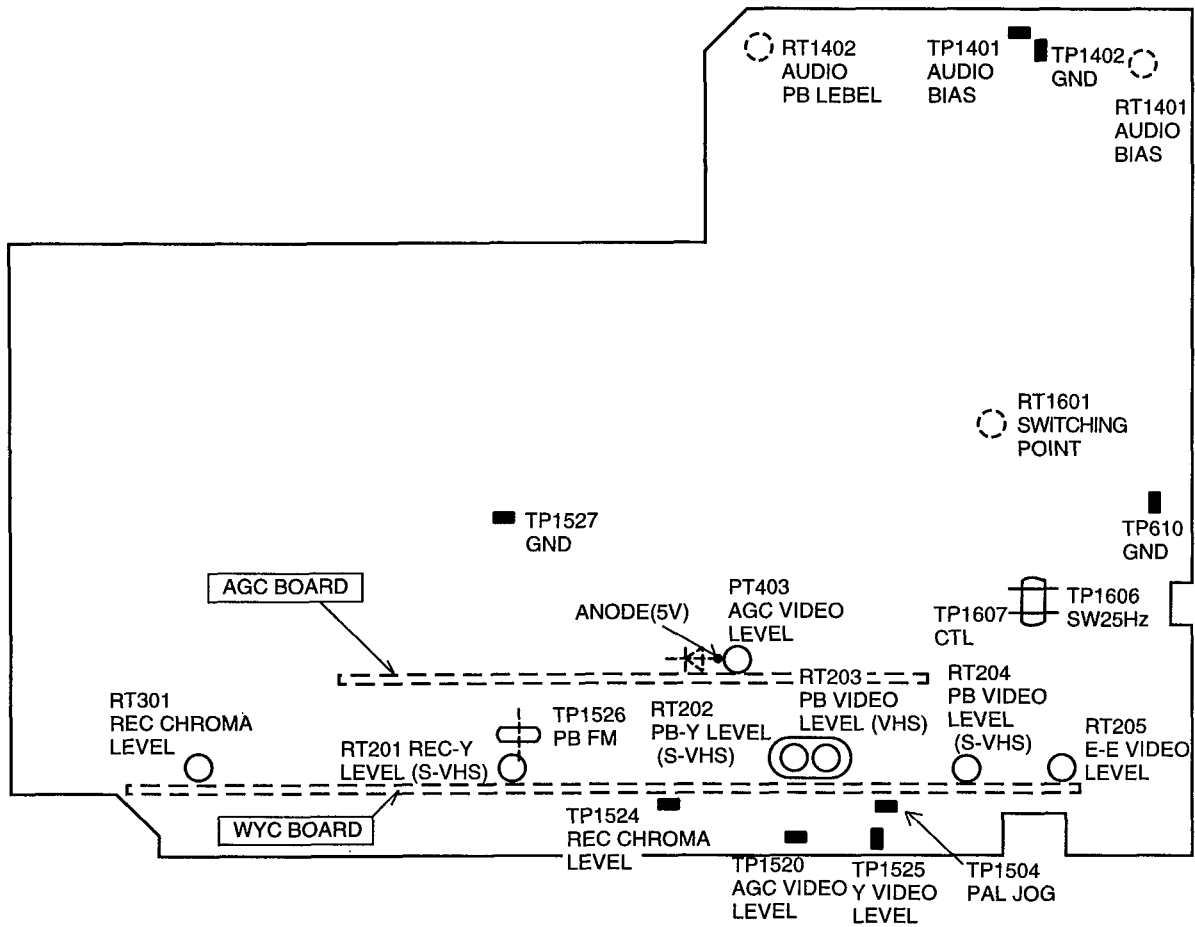 RT1402
AUDIO
PB LEBEL
TP1401
AUDIO
BIAS
TP1402
GND
RT1401
AUDIO
BIAS
RT1601
SWITCHING
POINT
TP1527
GND
TP610
GND
AGC BOARD
ANODE(5V)
PT403
AGC VIDEO
LEVEL
TP1607
CTL
TP1606
SW25Hz
RT301
REC CHROMA
LEVEL
RT201 REC-Y
LEVEL (S-VHS)
TP1526
PB FM
RT202
PB-Y LEVEL
(S-VHS)
RT203
PB VIDEO
LEVEL (VHS)
RT204
PB VIDEO
LEVEL
(S-VHS)
RT205
E-E VIDEO
LEVEL
WYC BOARD
TP1524
REC CHROMA
LEVEL
TP1520
AGC VIDEO
LEVEL
TP1525
Y VIDEO
LEVEL
TP1504
PAL JOG